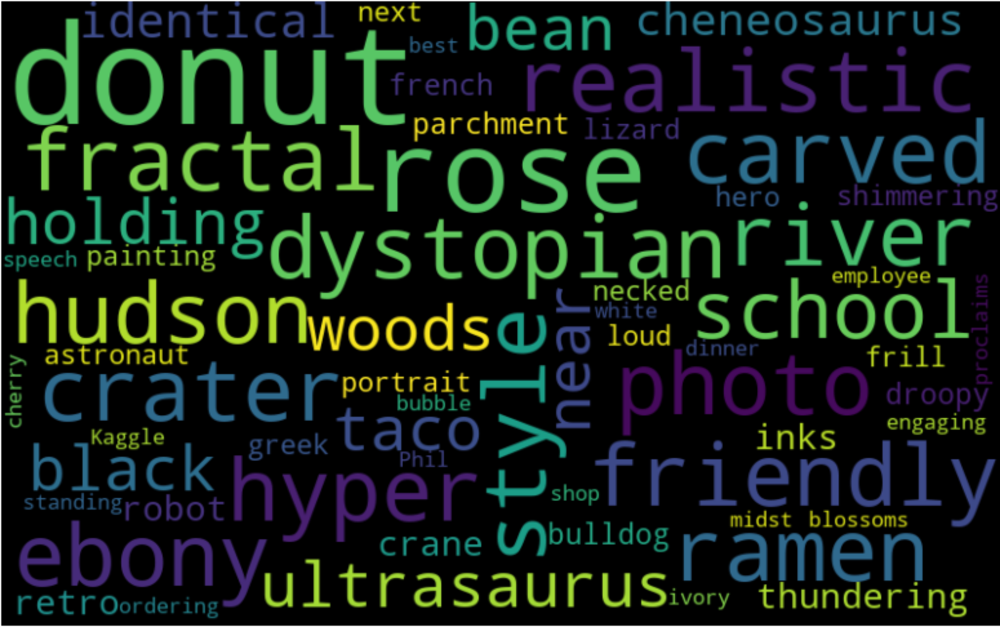 identical
next
bean
cheneosaurus
donut
best
realistic
french
parchment
lizard
carved
fractal
rose
hero
shimmering
holding
dystopian
river
speech
painting
employee
hudson
woods
necked
school
proclaims
white
near
style
loud
dinner
frill
astronaut
cherry
crater
portrait
photo
droopy
bubble
taco
engaging
Kaggle
inks
greek
Phil
friendly
black
hyper
shop
standing
robot
midst
blossoms
ebony
crane
bulldog
ramen
ultrasaurus
ivory
thundering
retro
ordering